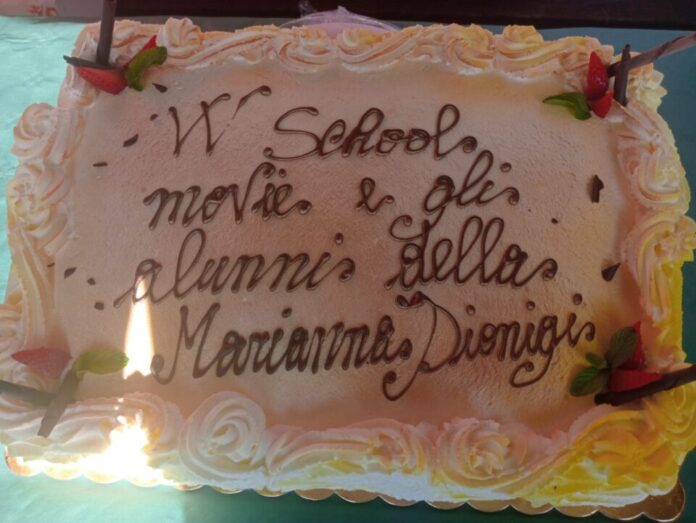 W School
movie e gli
alunni della
Marianna Dionigi